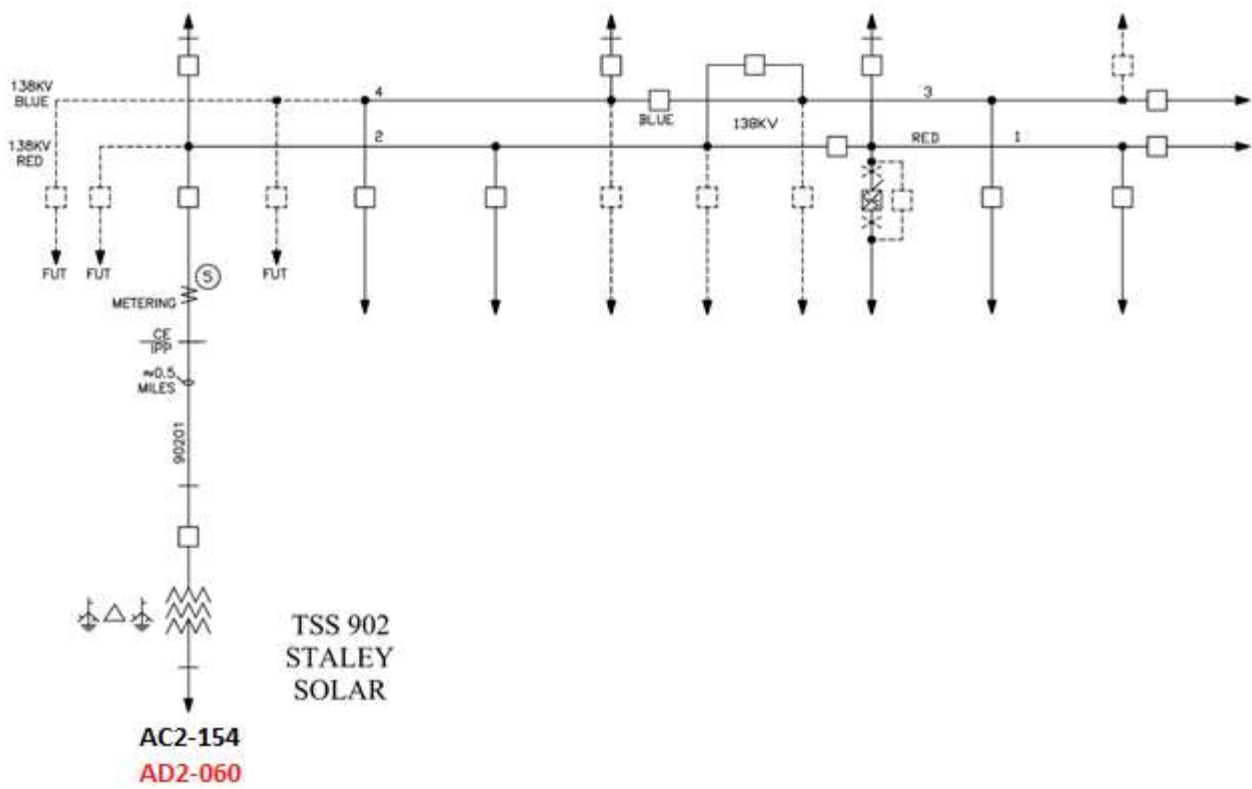 138KV
BLUE
4
3
BLUE
138KV
138KV
RED
2
RED
1
FUT
FUT
FUT
S
METERING
CE
IPP
≈0.5
MILES
90201
TSS 902
STALEY
SOLAR
AC2-154
AD2-060